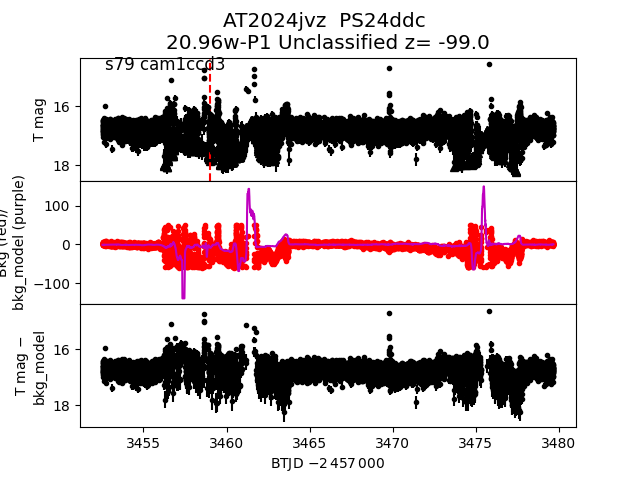 AT2024jvz  PS24ddc
20.96w-P1 Unclassified z= -99.0
s79 cam1ccd3
T mag
16
18
Bkg (red)/
bkg_model (purple)
100
0
−100
T mag −
bkg_model
16
18
3455
3460
3465
3470
3475
3480
BTJD −2 457 000